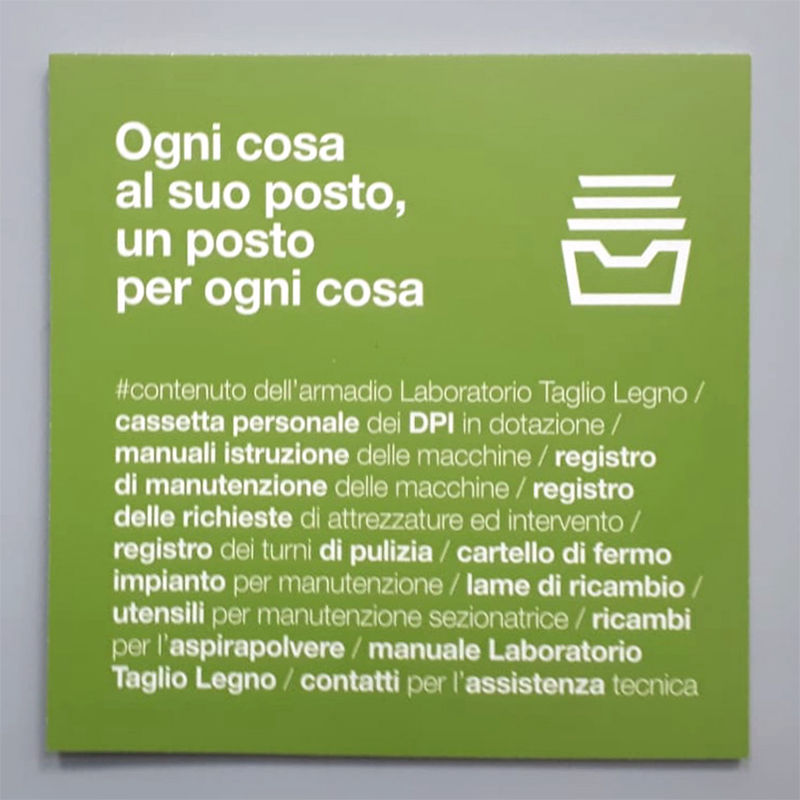 Ogni cosa
al suo posto,
un posto
per ogni cosa
#contenuto dell'armadio Laboratorio Taglio Legno /
cassetta personale dei DPI in dotazione /
manuali istruzione delle macchine / registro
di manutenzione delle macchine / registro
delle richieste di attrezzature ed intervento /
registro dei turni di pulizia / cartello di fermo
impianto per manutenzione / lame di ricambio /
utensili per manutenzione sezionatrice / ricambi
per l'aspirapolvere / manuale Laboratorio
Taglio Legno / contatti per l'assistenza tecnica